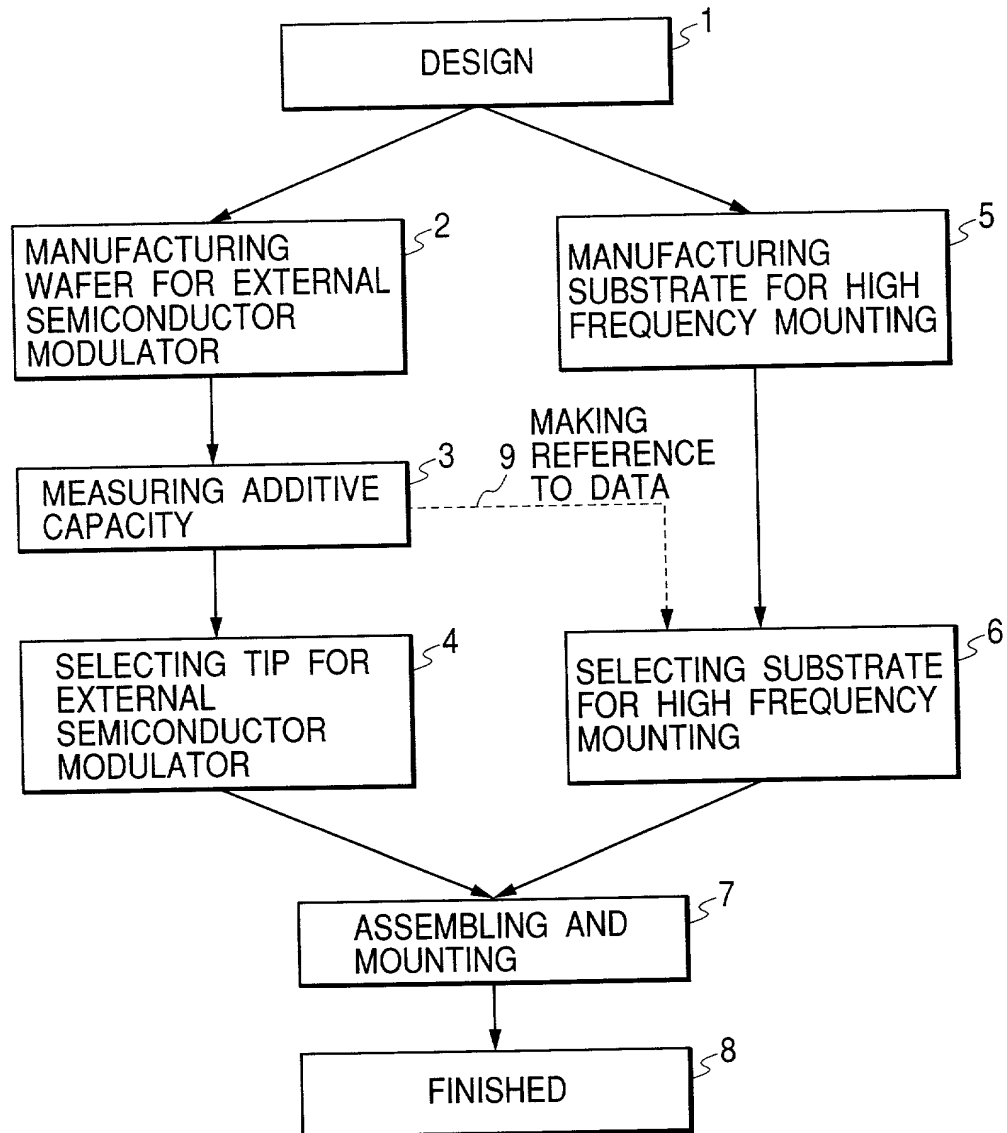 1
DESIGN
2
MANUFACTURING
WAFER FOR EXTERNAL
SEMICONDUCTOR
MODULATOR
5
MANUFACTURING
SUBSTRATE FOR HIGH
FREQUENCY MOUNTING
3
MEASURING ADDITIVE
CAPACITY
9
MAKING
REFERENCE
TO DATA
4
SELECTING TIP FOR
EXTERNAL
SEMICONDUCTOR
MODULATOR
6
SELECTING SUBSTRATE
FOR HIGH FREQUENCY
MOUNTING
7
ASSEMBLING AND
MOUNTING
8
FINISHED